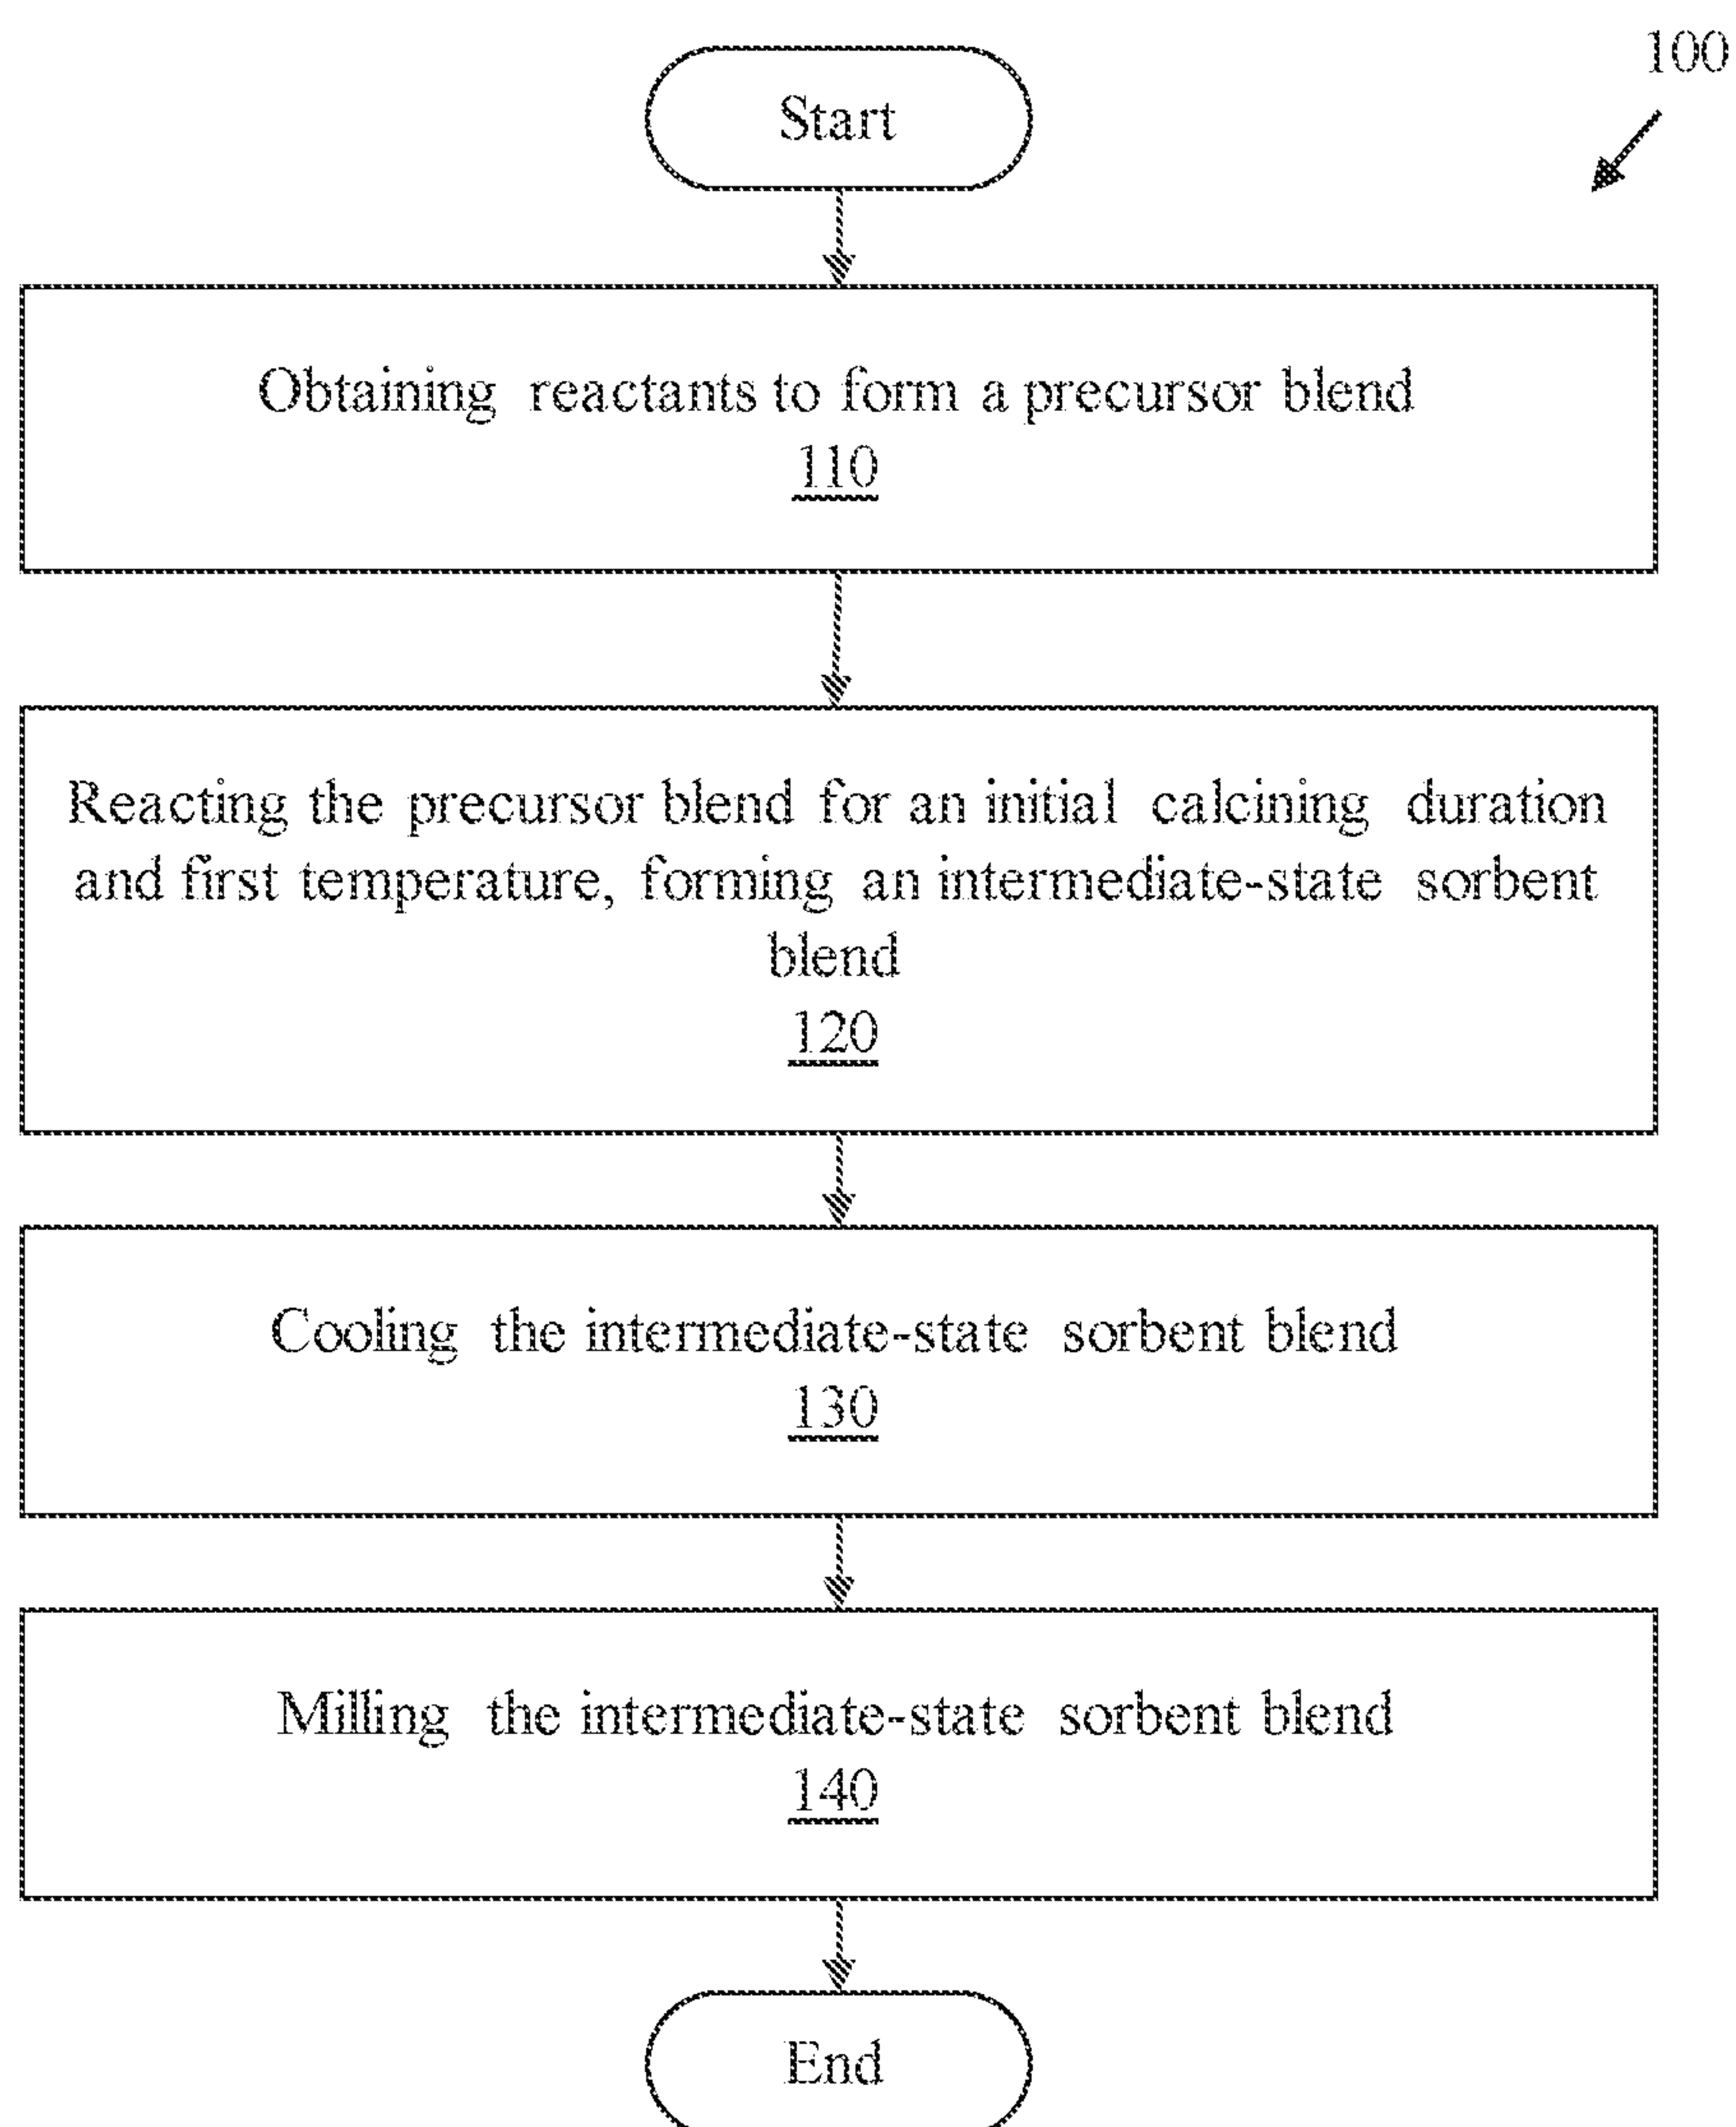 100
Start
Obtaining reactants to form a precursor blend
110
Reacting the precursor blend for an initial calcining duration
and first temperature, forming an intermediate-state sorbent
blend
120
Cooling the intermediate-state sorbent blend
130
Milling the intermediate-state sorbent blend
140
End